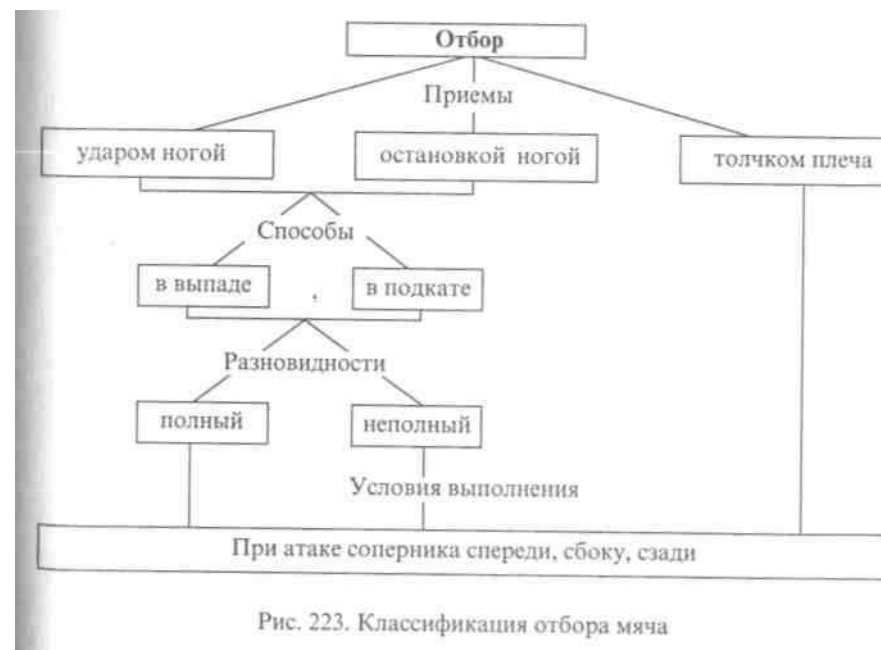 Отбор
Приемы
ударом ногой
остановкой ногой
толчком плеча
Способы
в выпаде
в подкате
Разновидности
полный
неполный
Условия выполнения
При атаке соперника спереди, сбоку, сзади
Рис. 223. Классификация отбора мяча